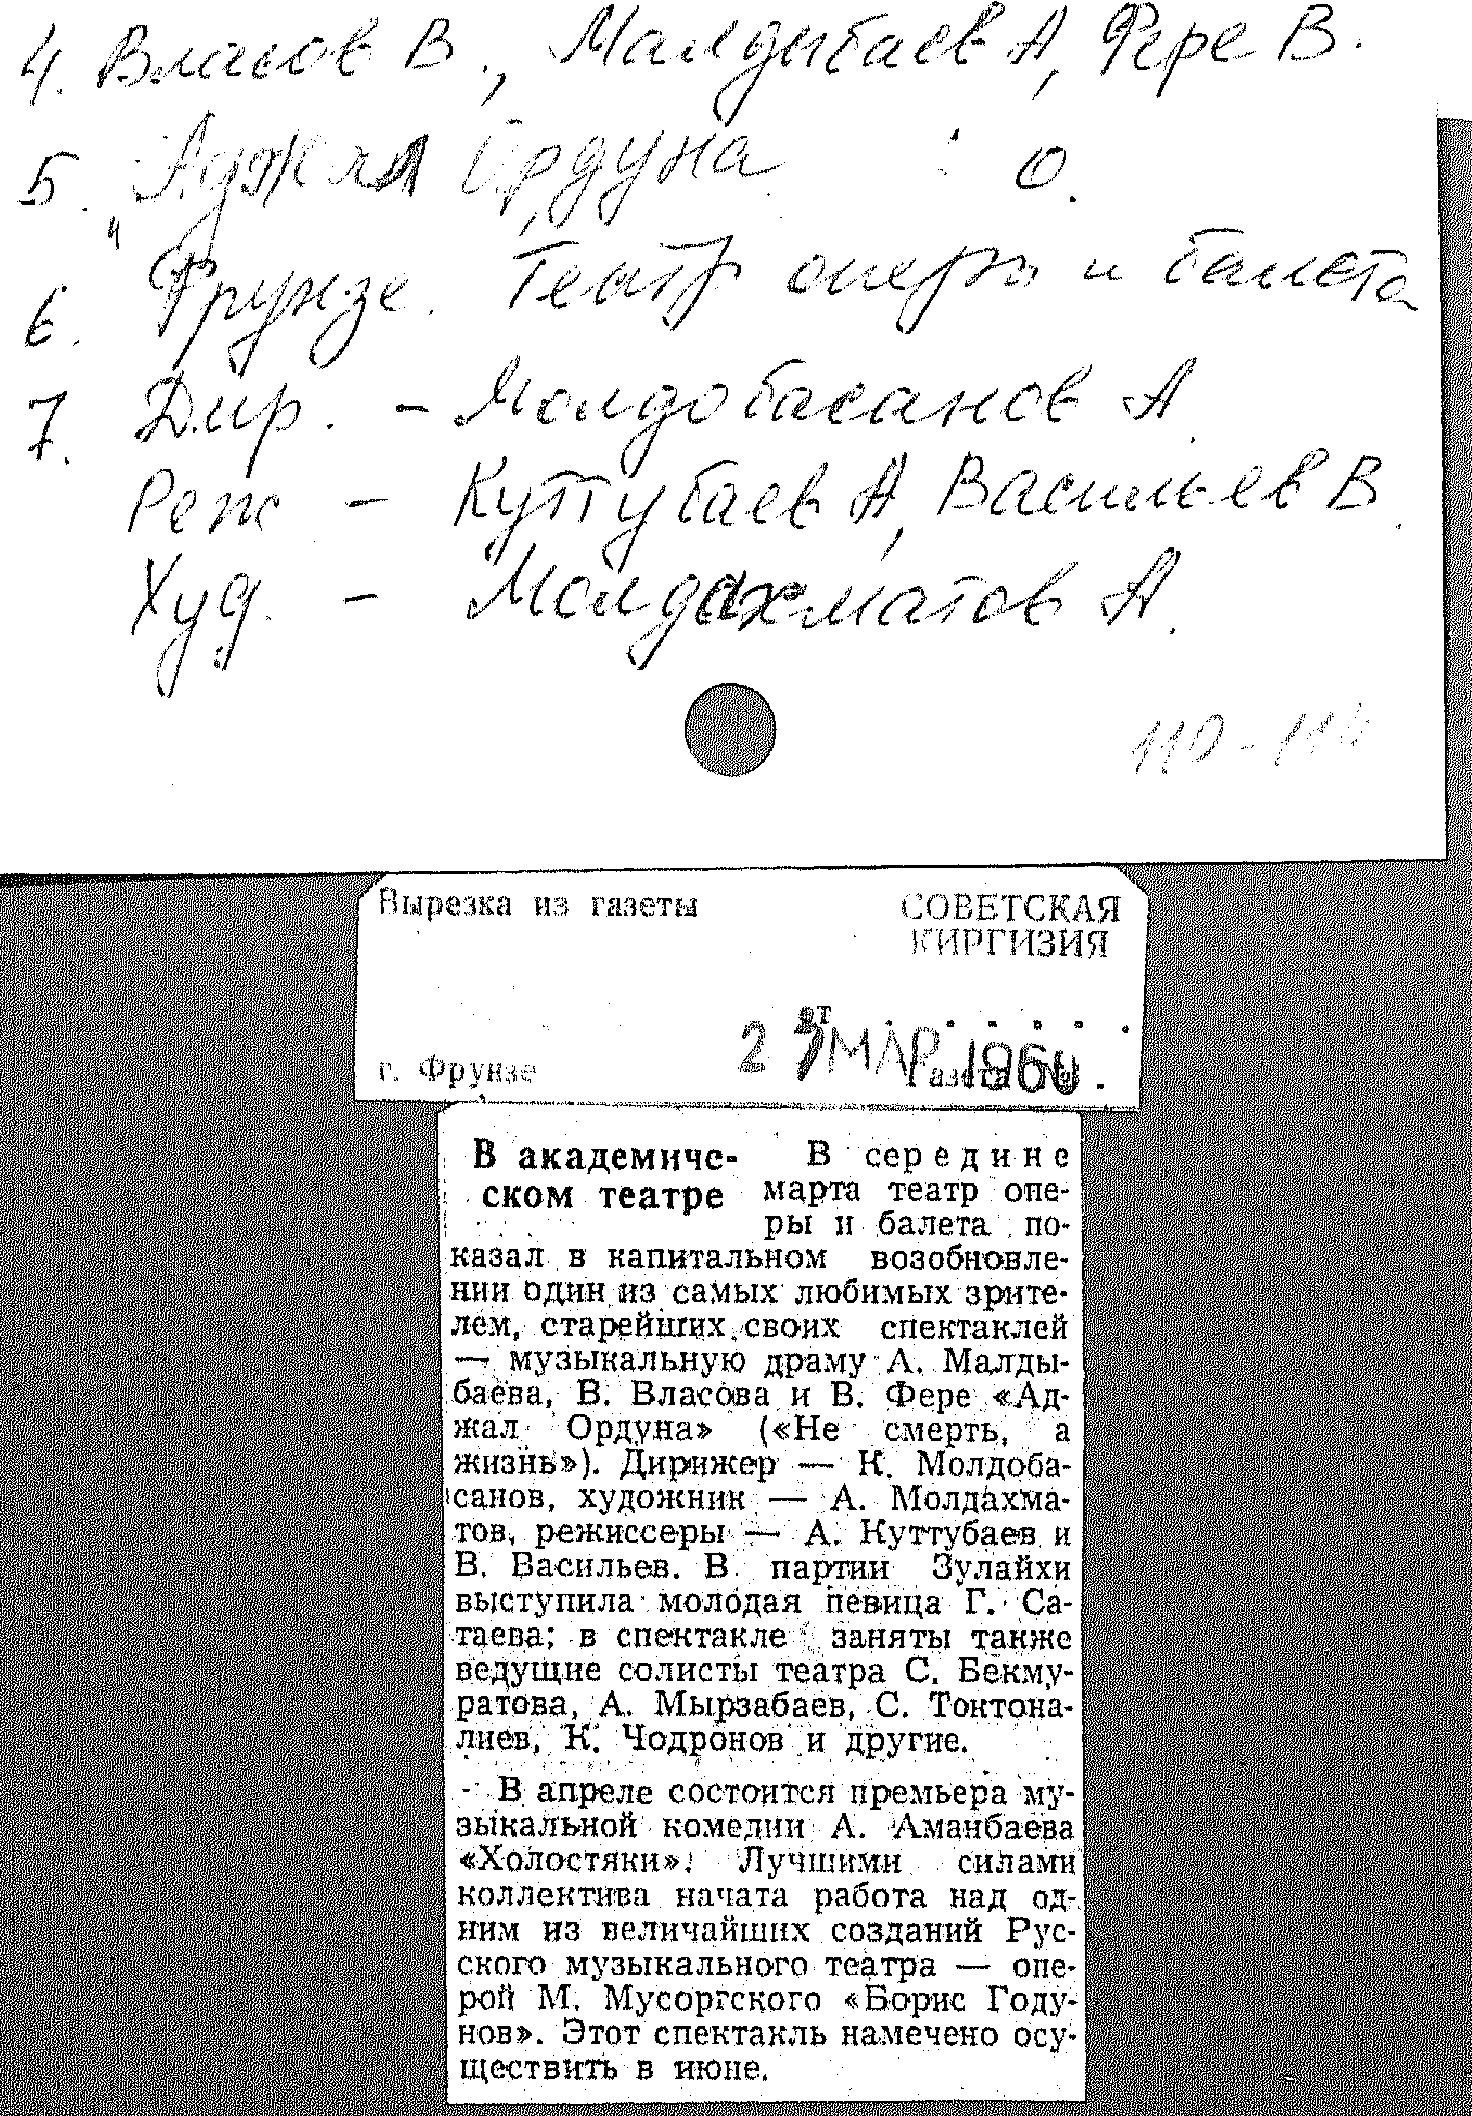 4. Власов В., Малдыбаев А, Фере В.
5. "Аджал Ордуна О.
6. Фрунзе. Театр оперы и балета
7. Дир. - Молдобасанов А.
Реж - Куттубаев А, Васильев В.
Худ. - Молдахматов А.
Вырезка из газеты СОВЕТСКАЯ
КИРГИЗИЯ
от
г. Фрунзе МАР 1960
В академиче-
ском театре
В середине
марта театр опе-
ры и балета по-
казал в капитальном возобновле-
нии один из самых любимых зрите-
лем, старейших своих спектаклей
— музыкальную драму А. Малды-
баева, В. Власова и В. Фере «Ад-
жал Ордуна» («Не смерть, а
жизнь»). Дирижер — К. Молдоба-
санов, художник — А. Молдахма-
тов, режиссеры — А. Куттубаев и
В. Васильев. В партии Зулайхи
выступила молодая певица Г. Са-
таева; в спектакле заняты также
ведущие солисты театра С. Бекму-
ратова, А. Мырзабаев, С. Токтона-
лиев, К. Чодронов и другие.
В апреле состоится премьера му-
зыкальной комедии А. Аманбаева
«Холостяки». Лучшими силами
коллектива начата работа над од-
ним из величайших созданий Рус-
ского музыкального театра — опе-
рой М. Мусоргского «Борис Году-
нов». Этот спектакль намечено осу-
ществить в июне.